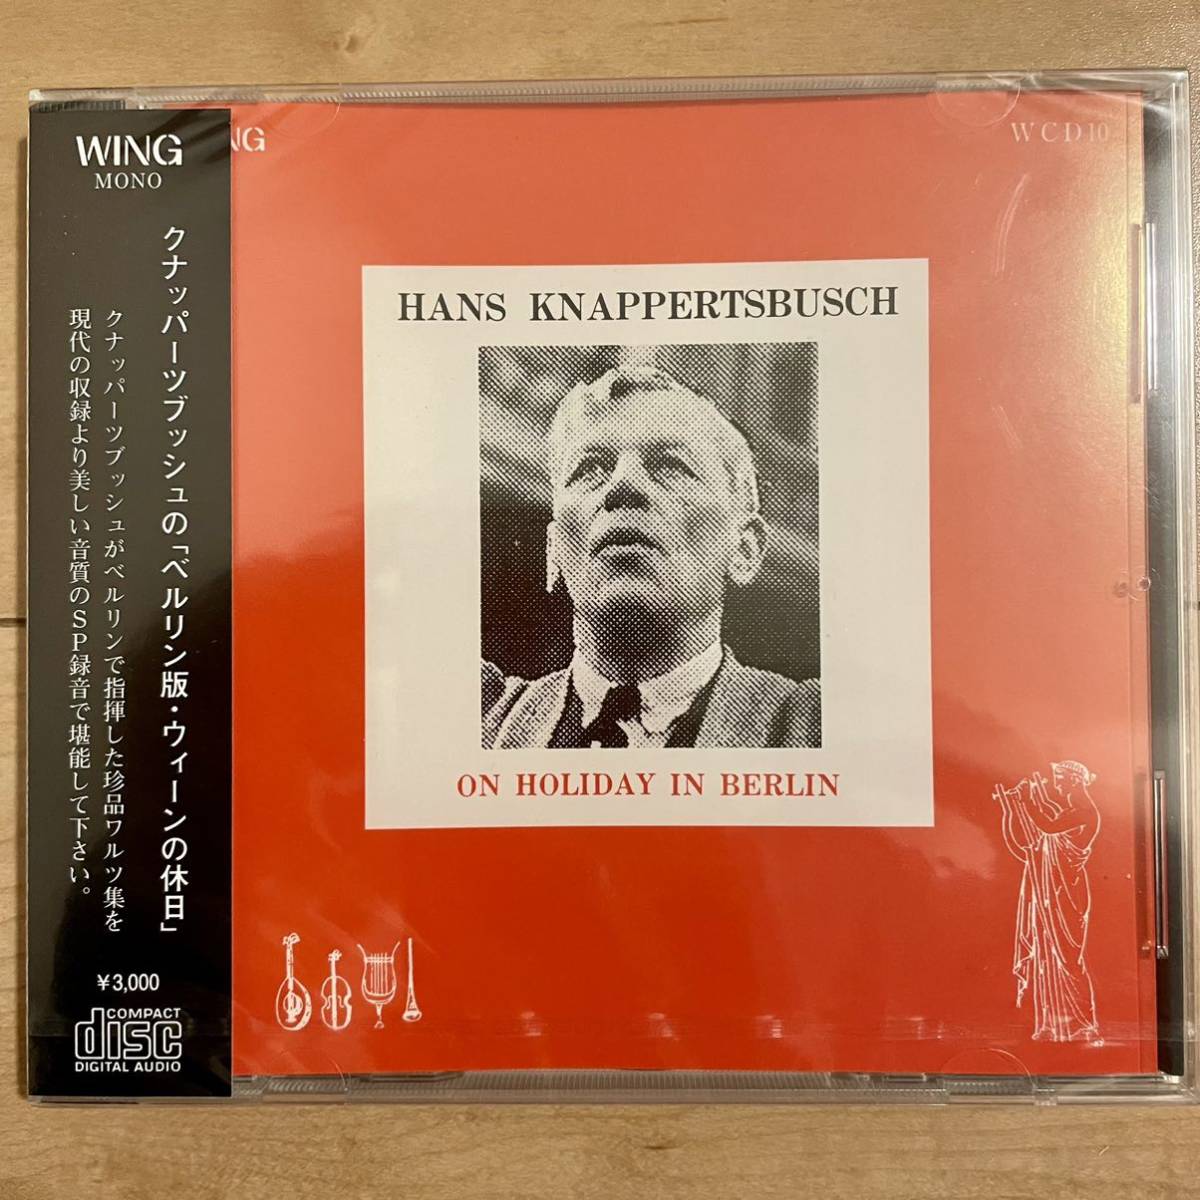 WING
MONO
クナッパーツブッシュの「ベルリン版・ウィーンの休日」
クナッパーツブッシュがベルリンで指揮した珍品ワルツ集を
現代の収録より美しい音質のSP録音で堪能して下さい。
¥3,000
COMPACT
disc
DIGITAL AUDIO
NG
WCD10
HANS KNAPPERTSBUSCH
ON HOLIDAY IN BERLIN